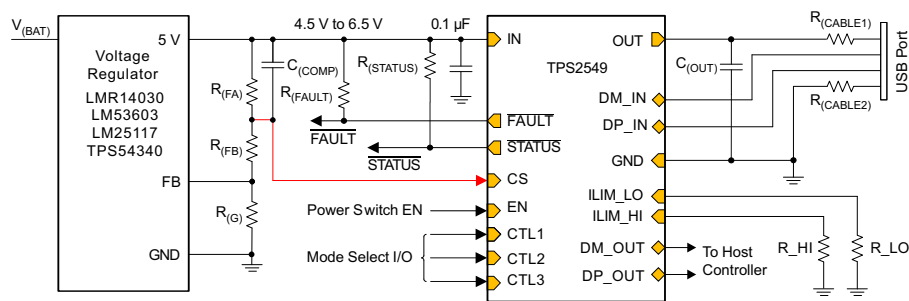 V(BAT)
Voltage
Regulator
LMR14030
LM53603
LM25117
TPS54340
5 V
FB
GND
R(FA)
R(FB)
R(G)
C(COMP)
4.5 V to 6.5 V
R(FAULT)
R(STATUS)
0.1 µF
FAULT
STATUS
Power Switch EN
Mode Select I/O
TPS2549
IN
FAULT
STATUS
CS
EN
CTL1
CTL2
CTL3
OUT
DM_IN
DP_IN
GND
ILIM_LO
ILIM_HI
DM_OUT
DP_OUT
C(OUT)
R(CABLE1)
R(CABLE2)
USB Port
To Host
Controller
R_HI
R_LO